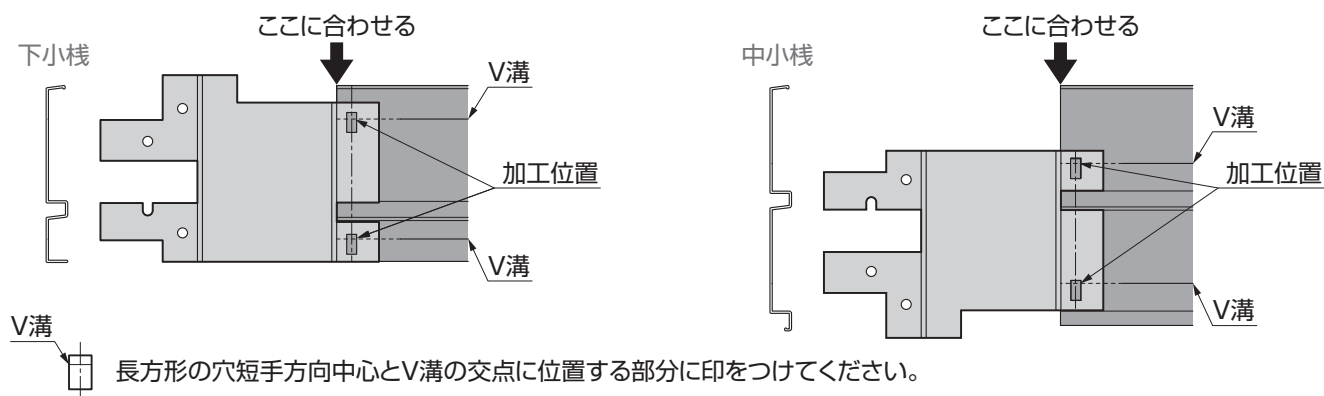 ここに合わせる
下小桟
V溝
加工位置
V溝
ここに合わせる
中小桟
V溝
加工位置
V溝
V溝
長方形の穴短手方向中心とV溝の交点に位置する部分に印をつけてください。